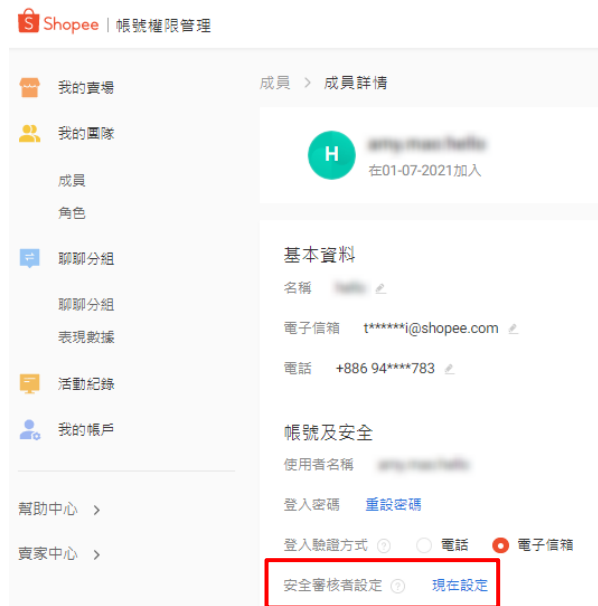 Shopee | 帳號權限管理
我的賣場
我的團隊
成員
角色
聊聊分組
聊聊分組
表現數據
活動紀錄
我的帳戶
幫助中心 >
賣家中心 >
成員 > 成員詳情
H
在01-07-2021加入
基本資料
名稱
電子信箱 t******i@shopee.com
電話 +886 94****783
帳號及安全
使用者名稱
登入密碼 重設密碼
登入驗證方式 ? 電話 電子信箱
安全審核者設定 ? 現在設定